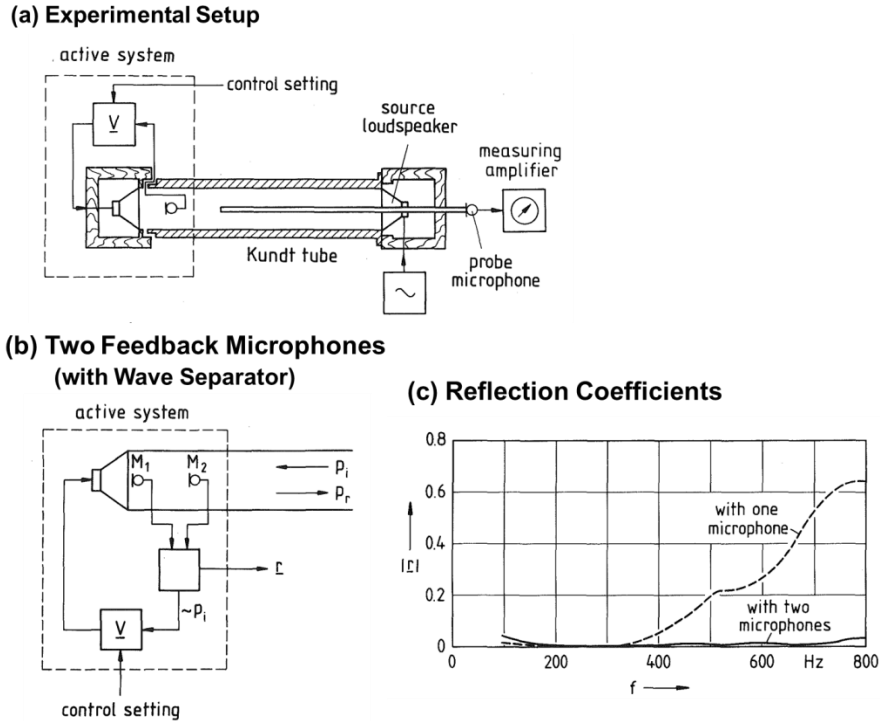 (a) Experimental Setup
active system
control setting
V
source
loudspeaker
measuring
amplifier
Kundt tube
probe
microphone
(b) Two Feedback Microphones
(with Wave Separator)
active system
M1
M2
pi
pr
r
~pi
V
control setting
(c) Reflection Coefficients
0.8
0.6
0.4
0.2
0
|r|
with one
microphone
with two
microphones
0
200
400
600
Hz
800
f